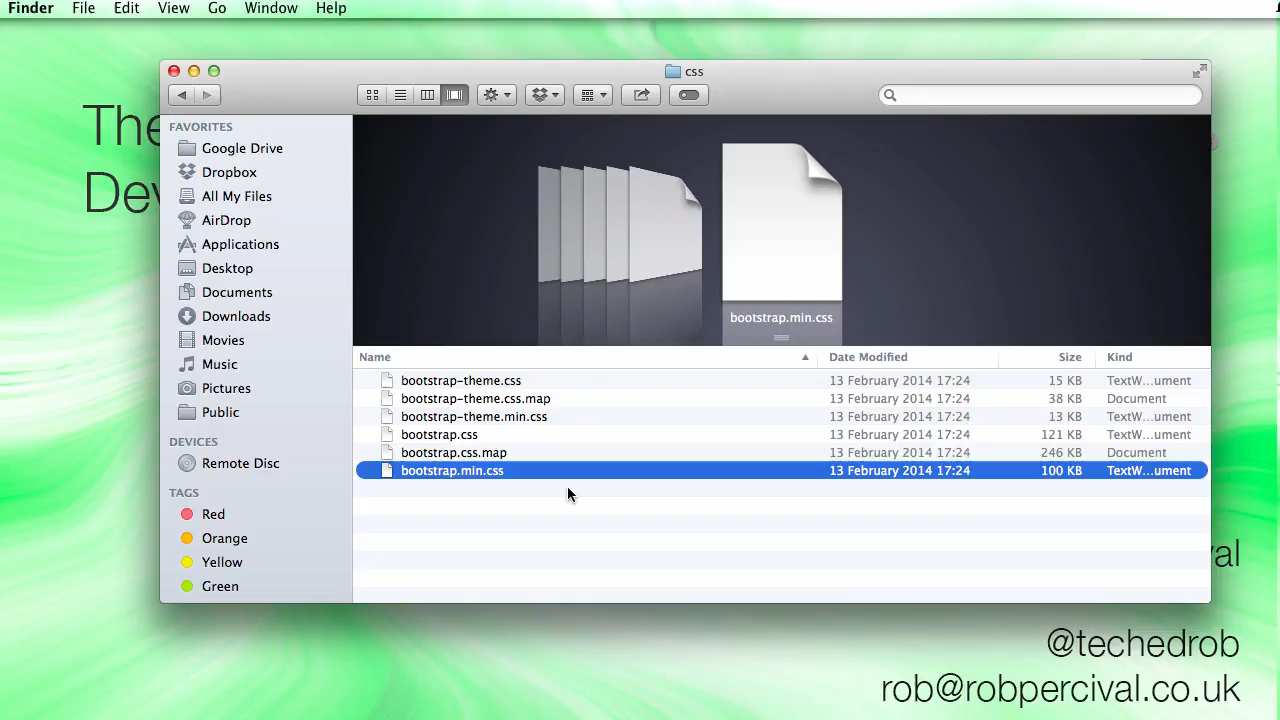 Finder File Edit View Go Window Help
The
Dev
css
FAVORITES
Google Drive
Dropbox
All My Files
AirDrop
Applications
Desktop
Documents
Downloads
Movies
Music
Pictures
Public
DEVICES
Remote Disc
TAGS
Red
Orange
Yellow
Green
bootstrap.min.css
Name Date Modified Size Kind
bootstrap-theme.css 13 February 2014 17:24 15 KB TextW...ument
bootstrap-theme.css.map 13 February 2014 17:24 38 KB Document
bootstrap-theme.min.css 13 February 2014 17:24 13 KB TextW...ument
bootstrap.css 13 February 2014 17:24 121 KB TextW...ument
bootstrap.css.map 13 February 2014 17:24 246 KB Document
bootstrap.min.css 13 February 2014 17:24 100 KB TextW...ument
val
@techedrob
rob@robpercival.co.uk